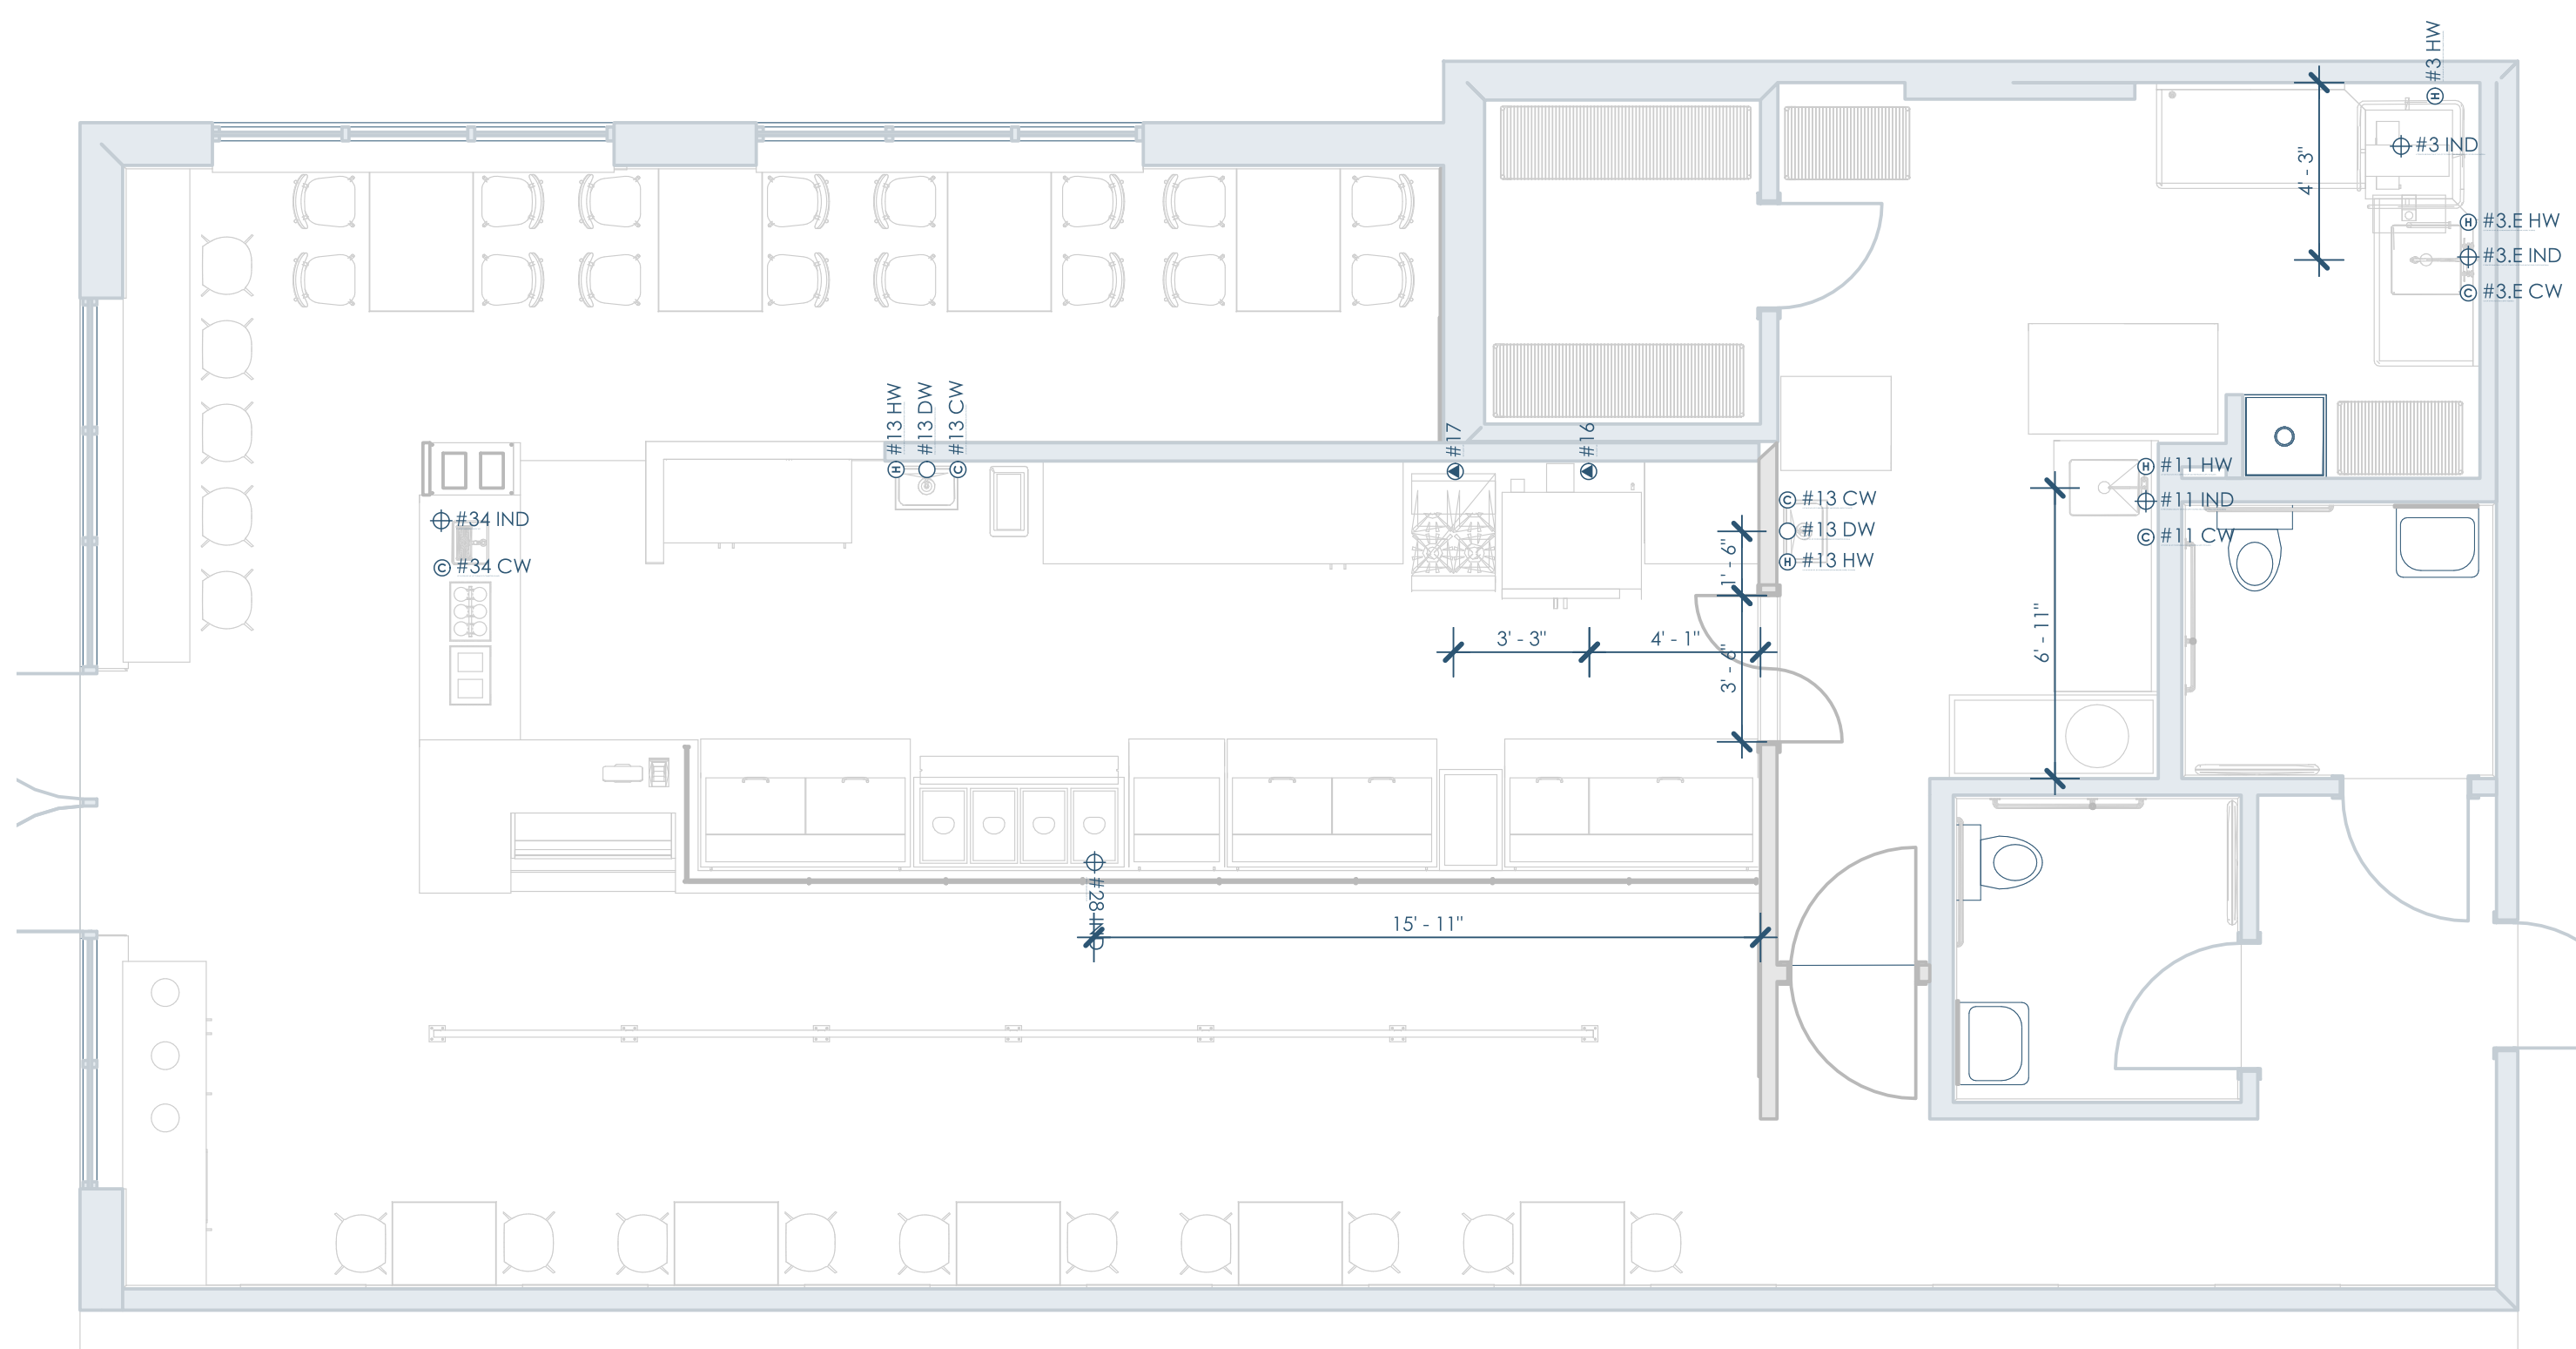 #3 HW
#3 IND
4' - 3"
#3.E HW
#3.E IND
#3.E CW
#13 HW
#13 DW
#13 CW
#17
#16
#11 HW
#11 IND
#11 CW
#13 CW
#13 DW
#13 HW
#34 IND
#34 CW
1' - 6"
3' - 3"
4' - 1"
3' - 6"
6' - 11"
#28 IND
15' - 11"
H
H
C
H
C
H
C
C
H
H
C